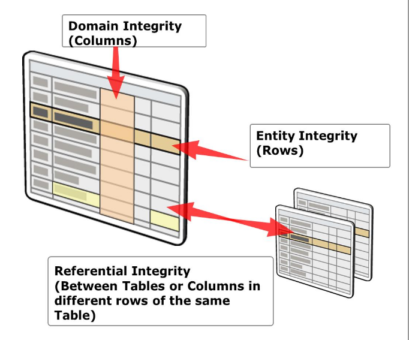 Domain Integrity
(Columns)
Entity Integrity
(Rows)
Referential Integrity
(Between Tables or Columns in
different rows of the same
Table)